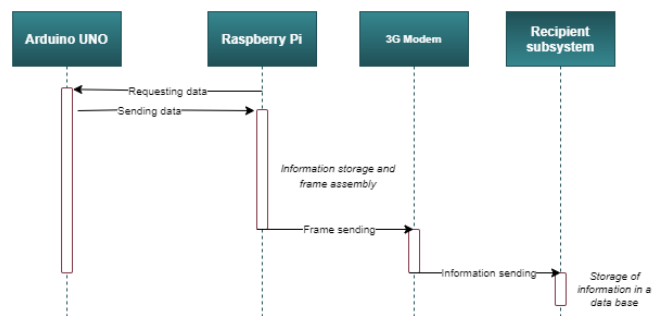 Arduino UNO
Raspberry Pi
3G Modem
Recipient
subsystem
Requesting data
Sending data
Information storage and
frame assembly
Frame sending
Information sending
Storage of
information in a
data base